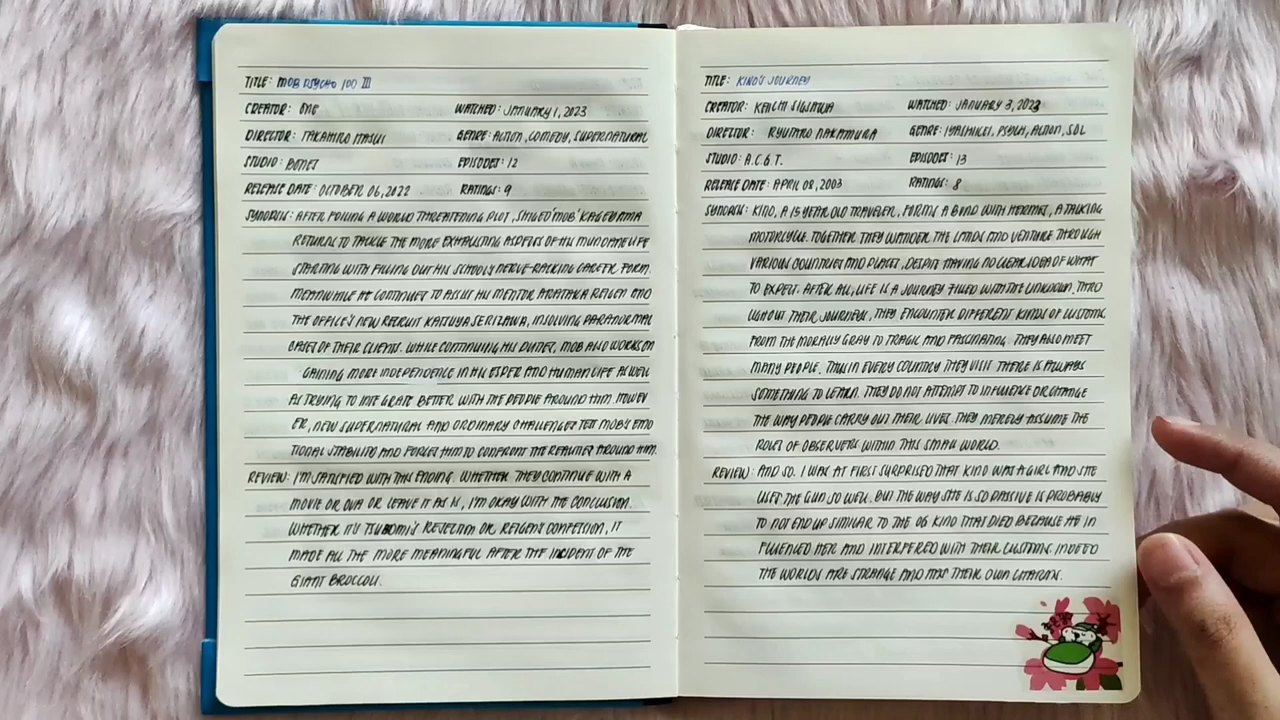 TITLE: MOB PSYCHO 100 III
CREATOR: ONE
WATCHED: JANUARY 1, 2023
DIRECTOR: TAKAHIRO HASUI
GENRE: ACTION, COMEDY, SUPERNATURAL
STUDIO: BONES
EPISODES: 12
RELEASE DATE: OCTOBER 06, 2022
RATINGS: 9
SYNOPSIS: AFTER FOILING A WORLD THREATENING PLOT, SHIGEO 'MOB' KAGEYAMA
RETURNS TO TACKLE THE MORE EXHAUSTING ASPECTS OF HIS MUNDANE LIFE
STARTING WITH FILLING OUT HIS SCHOOL'S NERVE-RACKING CAREER FORM.
MEANWHILE HE CONTINUES TO ASSIST HIS MENTOR ARATAKA REIGEN AND
THE OFFICE'S NEW RECRUIT KATSUYA SERIZAWA, INSOLVING PARANORMAL
CASES OF THEIR CLIENTS. WHILE CONTINUING HIS DUTIES, MOB ALSO WORKS ON
GAINING MORE INDEPENDENCE IN HIS ESPER AND HUMAN LIFE AS WELL
AS TRYING TO INTEGRATE BETTER WITH THE PEOPLE AROUND HIM. HOWEV
ER, NEW SUPERNATURAL AND ORDINARY CHALLENGES TEST MOB'S EMO
TIONAL STABILITY AND FORCES HIM TO CONFRONT THE REALITIES AROUND HIM.
REVIEW: I'M SATISFIED WITH THIS ENDING. WHETHER THEY CONTINUE WITH A
MOVIE OR OVA OR LEAVE IT AS IS, I'M OKAY WITH THE CONCLUSION.
WHETHER IT'S TSUBOMI'S REJECTION OR REIGEN'S CONFESSION, IT
MADE ALL THE MORE MEANINGFUL AFTER THE INCIDENT OF THE
GIANT BROCCOLI.
TITLE: KINO'S JOURNEY
CREATOR: KEIICHI SIGSAWA
WATCHED: JANUARY 3, 2023
DIRECTOR: RYUTARO NAKAMURA
GENRE: IYASHIKEI, PSYCH, ACTION, SOL
STUDIO: A.C.G.T.
EPISODES: 13
RELEASE DATE: APRIL 08, 2003
RATINGS: 8
SYNOPSIS: KINO, A 15 YEAR OLD TRAVELER, FORMS A BOND WITH HERMES, A TALKING
MOTORCYCLE. TOGETHER THEY WANDER THE LANDS AND VENTURE THROUGH
VARIOUS COUNTRIES AND PLACES, DESPITE HAVING NO CLEAR IDEA OF WHAT
TO EXPECT. AFTER ALL, LIFE IS A JOURNEY FILLED WITH THE UNKNOWN. THRO
UGHOUT THEIR JOURNEYS, THEY ENCOUNTER DIFFERENT KINDS OF CUSTOMS
FROM THE MORALLY GRAY TO TRAGIC AND FASCINATING. THEY ALSO MEET
MANY PEOPLE. THUS IN EVERY COUNTRY THEY VISIT THERE IS ALWAYS
SOMETHING TO LEARN. THEY DO NOT ATTEMPT TO INFLUENCE OR CHANGE
THE WAY PEOPLE CARRY OUT THEIR LIVES. THEY MERELY ASSUME THE
ROLES OF OBSERVERS WITHIN THIS SMALL WORLD.
REVIEW: AND SO. I WAS AT FIRST SURPRISED THAT KINO WAS A GIRL AND SHE
USES THE GUN SO WELL. BUT THE WAY SHE IS SO PASSIVE IS PROBABLY
TO NOT END UP SIMILAR TO THE OG KINO THAT DIED BECAUSE HE IN
FLUENCED HER AND INTERFERED WITH THEIR CUSTOMS. INDEED
THE WORLDS ARE STRANGE AND HAS THEIR OWN CHARMS.